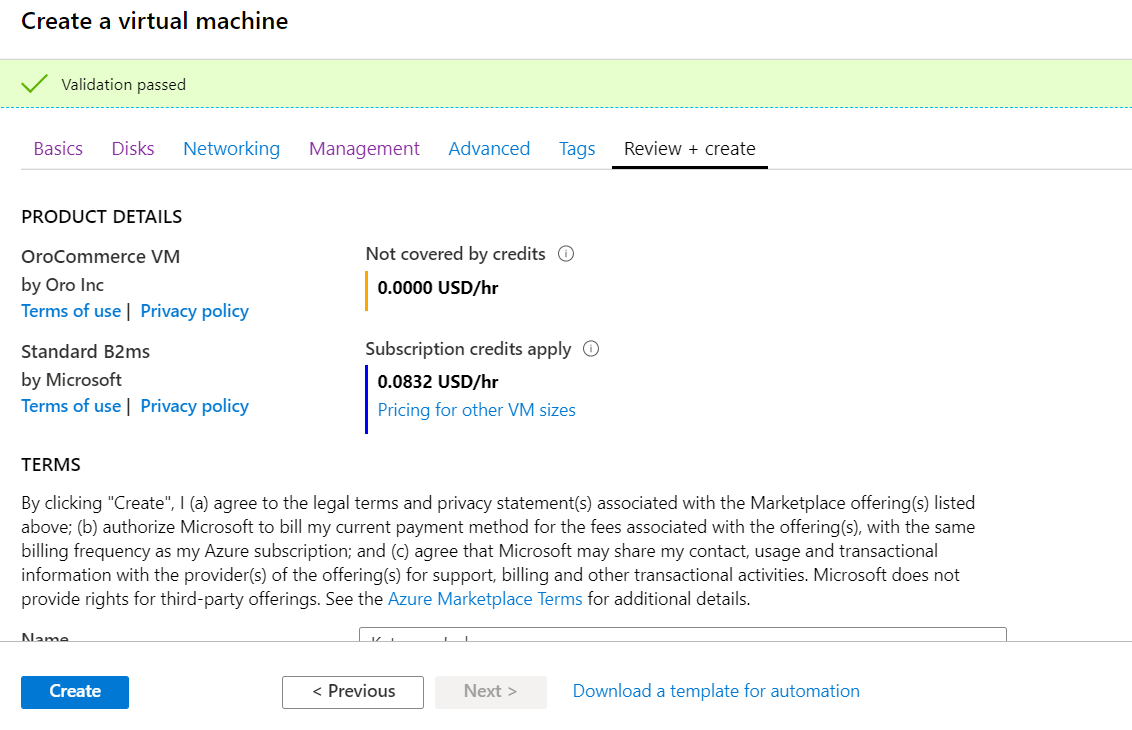 Create a virtual machine
Validation passed
Basics Disks Networking Management Advanced Tags Review + create
PRODUCT DETAILS
OroCommerce VM
by Oro Inc
Terms of use | Privacy policy
Not covered by credits
0.0000 USD/hr
Standard B2ms
by Microsoft
Terms of use | Privacy policy
Subscription credits apply
0.0832 USD/hr
Pricing for other VM sizes
TERMS
By clicking "Create", I (a) agree to the legal terms and privacy statement(s) associated with the Marketplace offering(s) listed
above; (b) authorize Microsoft to bill my current payment method for the fees associated with the offering(s), with the same
billing frequency as my Azure subscription; and (c) agree that Microsoft may share my contact, usage and transactional
information with the provider(s) of the offering(s) for support, billing and other transactional activities. Microsoft does not
provide rights for third-party offerings. See the Azure Marketplace Terms for additional details.
Name
Create < Previous Next > Download a template for automation